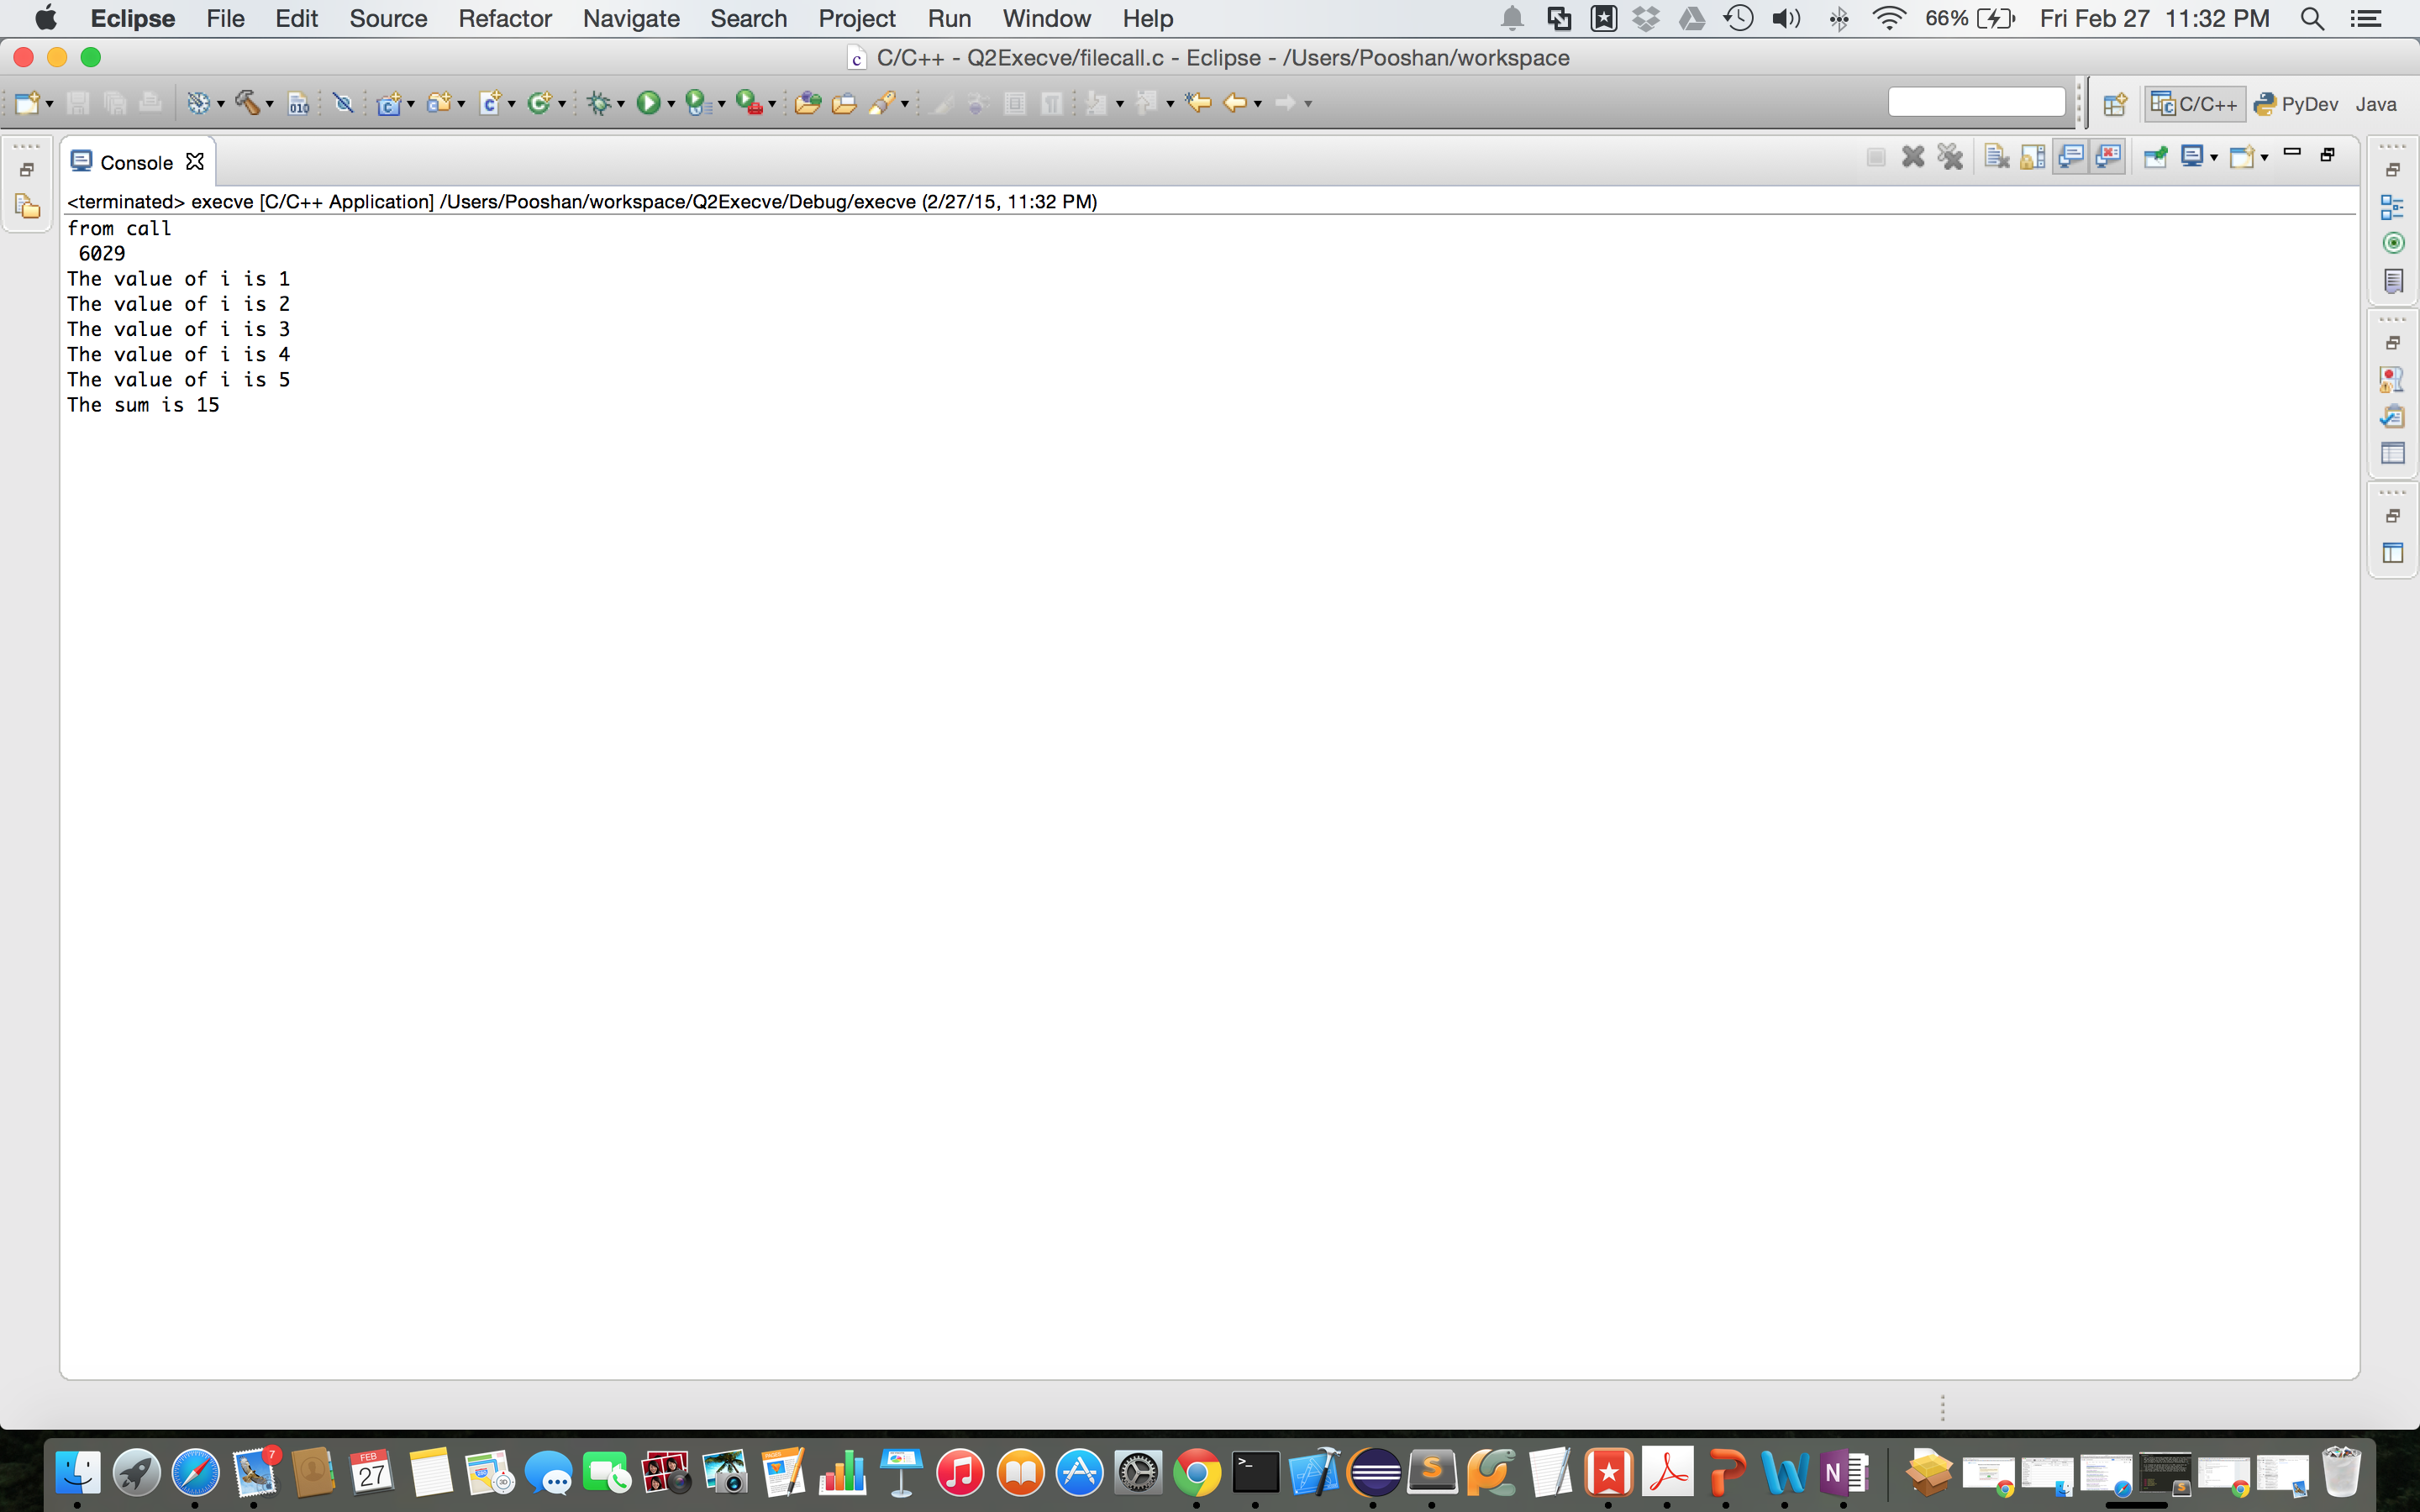 Eclipse File Edit Source Refactor Navigate Search Project Run Window Help 66% Fri Feb 27 11:32 PM
C/C++ - Q2Execve/filecall.c - Eclipse - /Users/Pooshan/workspace
010 C/C++ PyDev Java
Console
<terminated> execve [C/C++ Application] /Users/Pooshan/workspace/Q2Execve/Debug/execve (2/27/15, 11:32 PM)
from call
 6029
The value of i is 1
The value of i is 2
The value of i is 3
The value of i is 4
The value of i is 5
The sum is 15
7 FEB 27